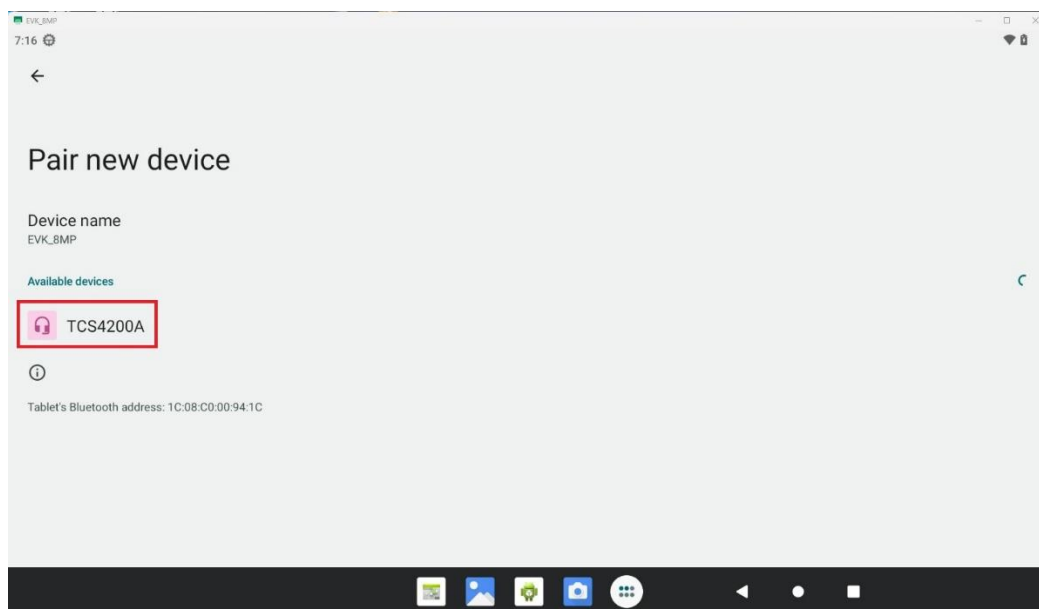 EVK_8MP
7:16
Pair new device
Device name
EVK_8MP
Available devices
TCS4200A
Tablet's Bluetooth address: 1C:08:C0:00:94:1C